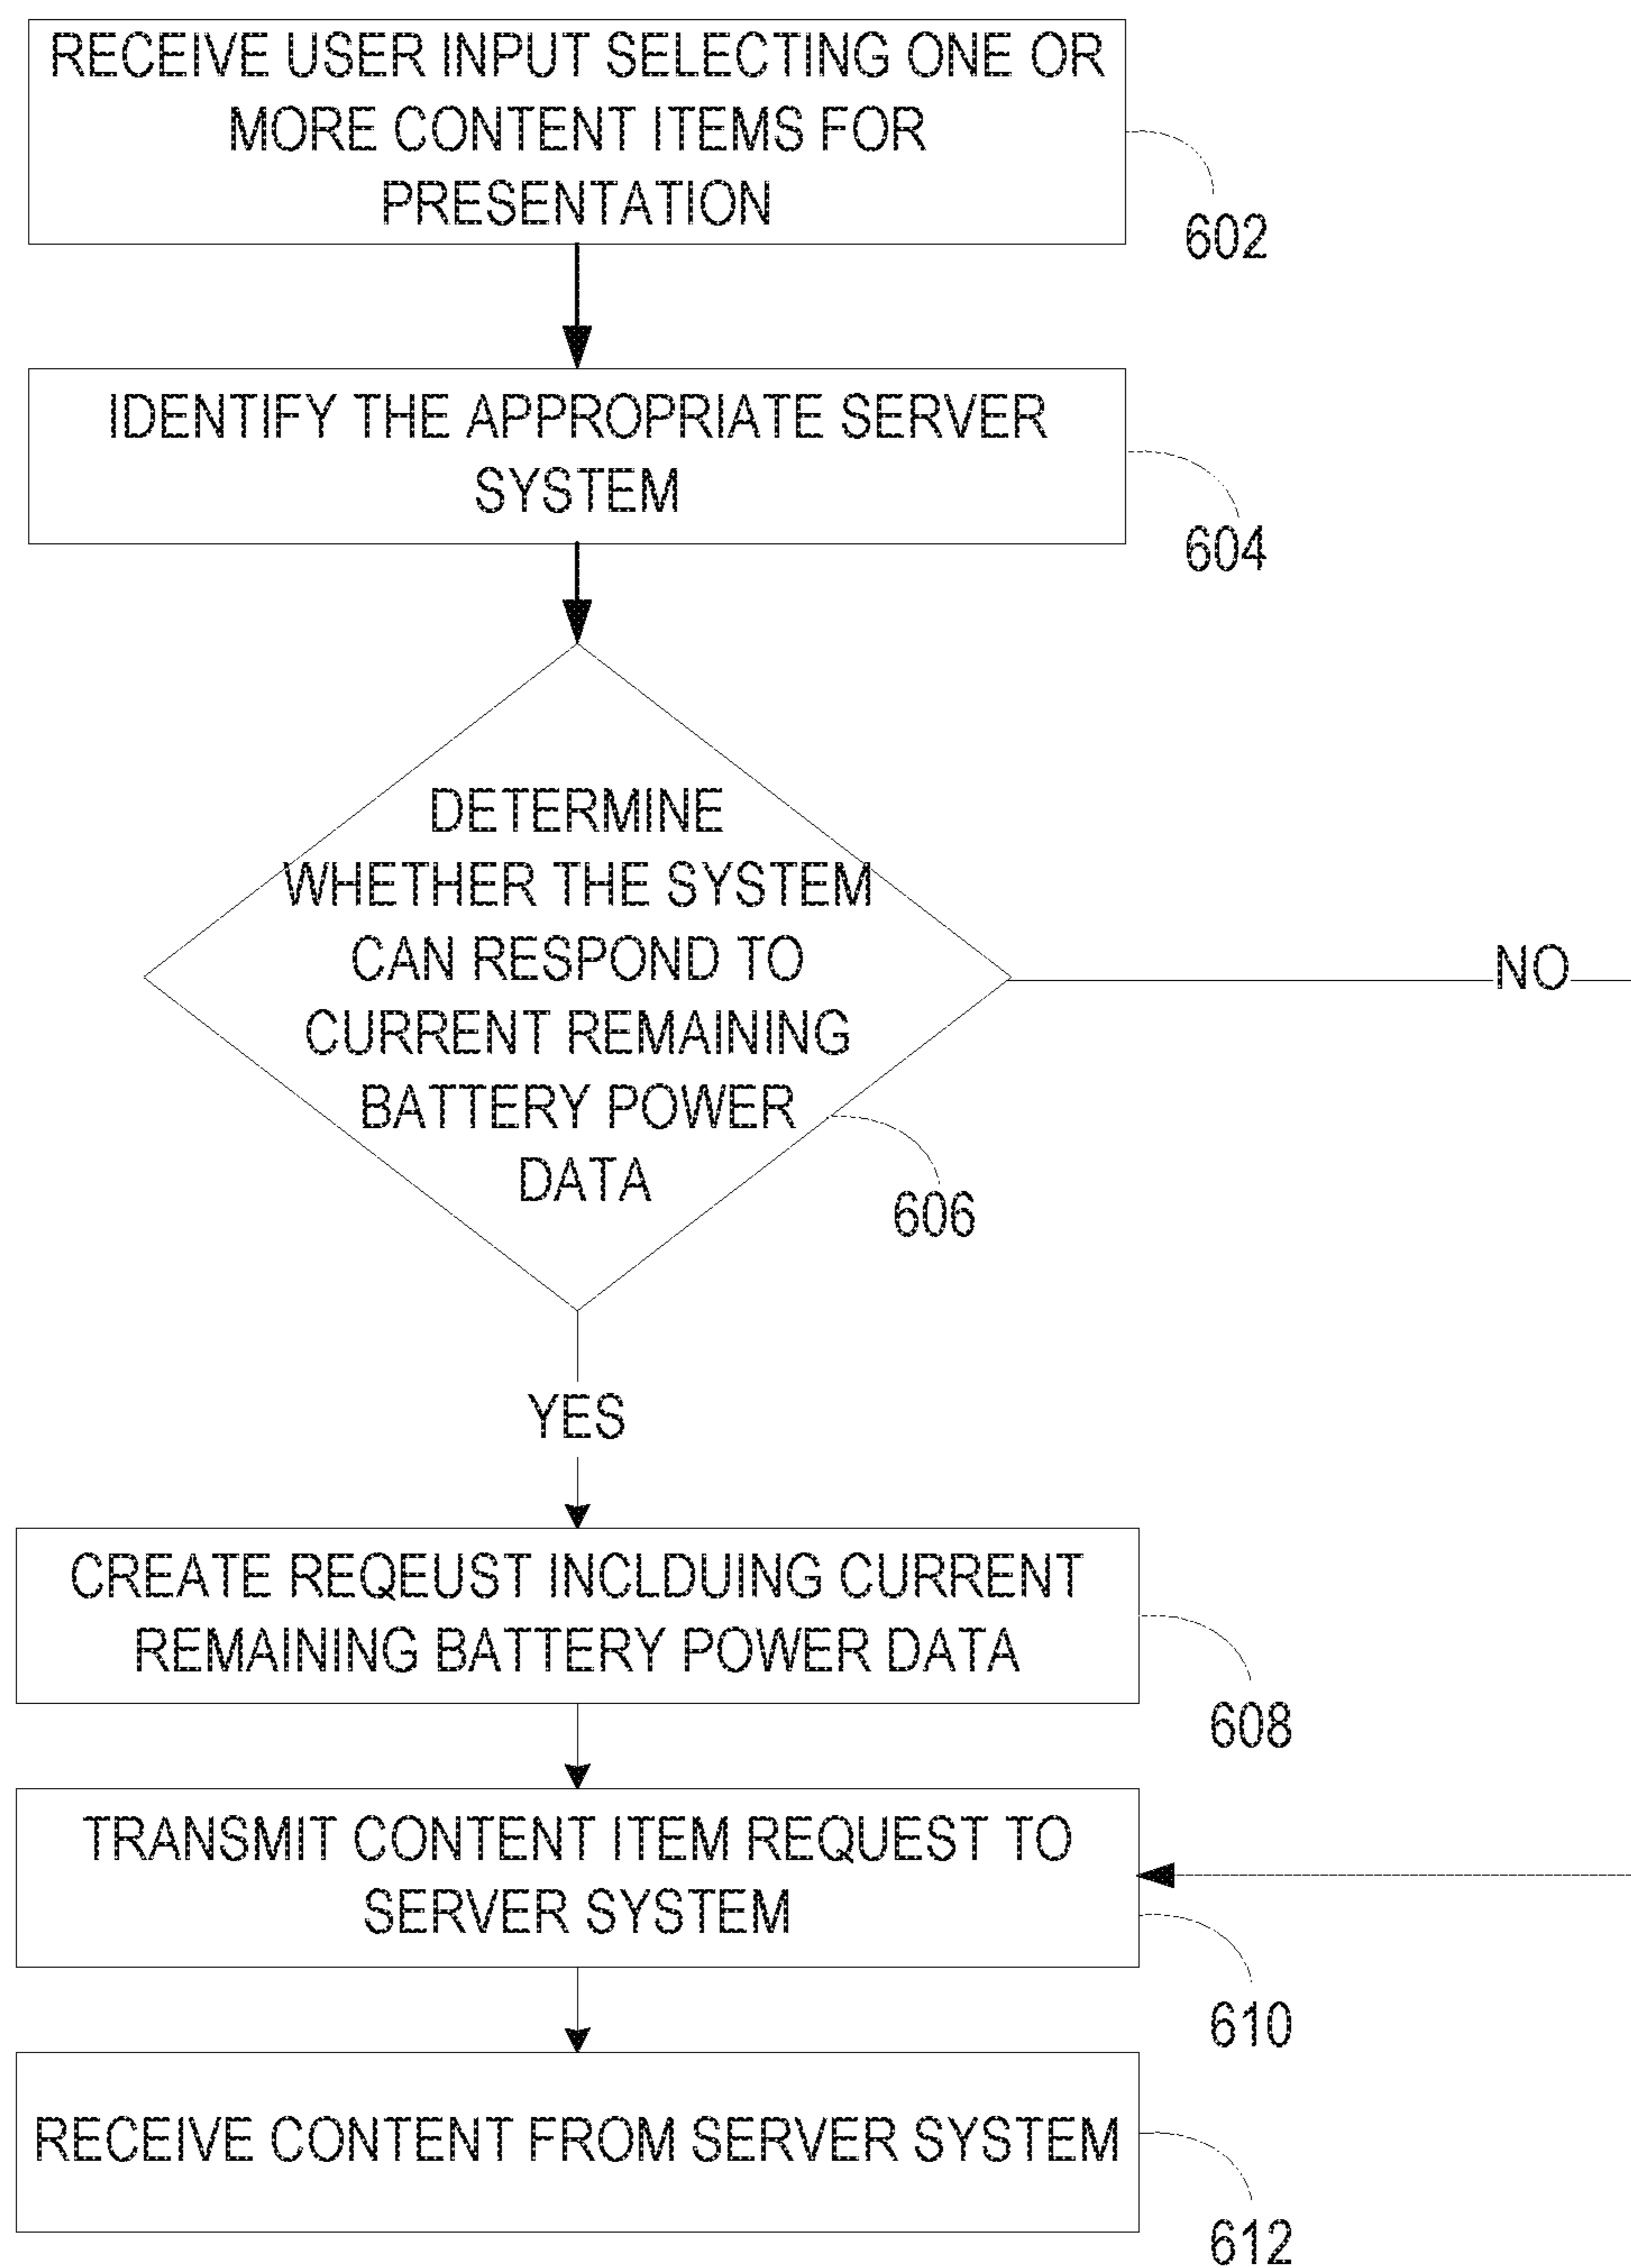 RECEIVE USER INPUT SELECTING ONE OR
MORE CONTENT ITEMS FOR
PRESENTATION
602
IDENTIFY THE APPROPRIATE SERVER
SYSTEM
604
DETERMINE
WHETHER THE SYSTEM
CAN RESPOND TO
CURRENT REMAINING
BATTERY POWER
DATA
NO
606
YES
CREATE REQEUST INCLDUING CURRENT
REMAINING BATTERY POWER DATA
608
TRANSMIT CONTENT ITEM REQUEST TO
SERVER SYSTEM
610
RECEIVE CONTENT FROM SERVER SYSTEM
612